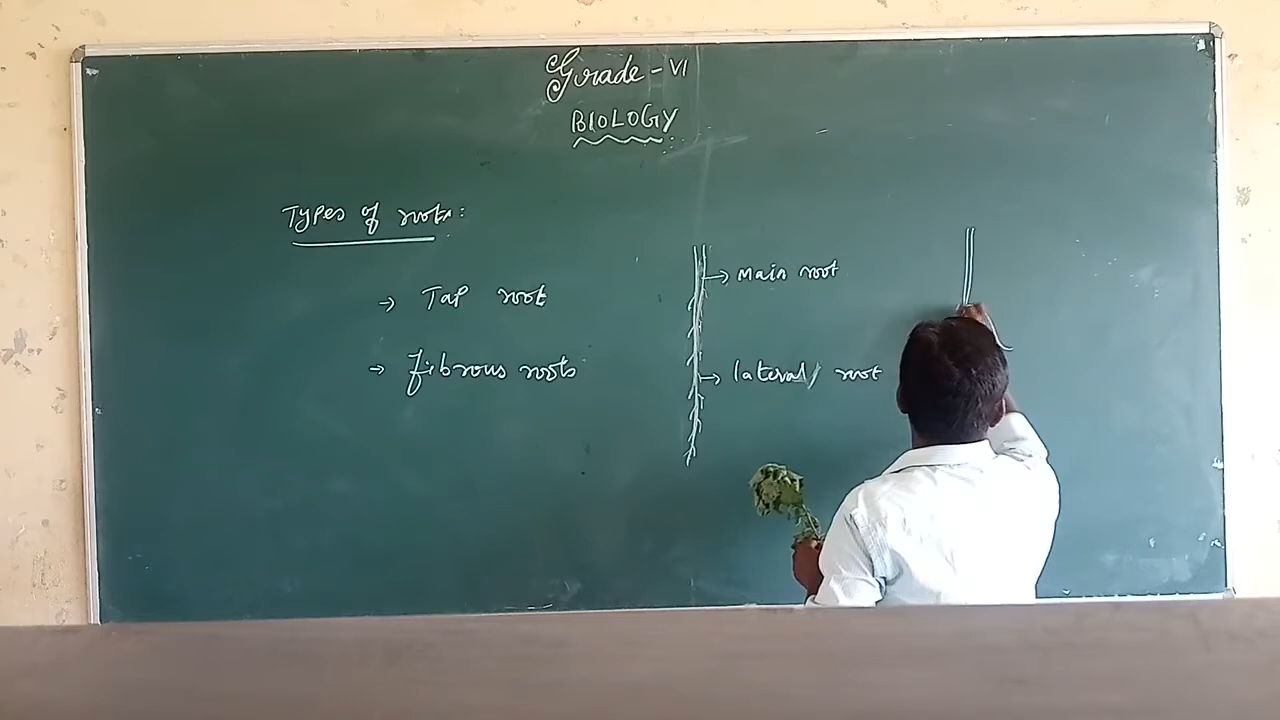 Grade - VI
BIOLOGY
Types of roots:
→ Tap root
→ fibrous roots
→ Main root
→ lateral/ root